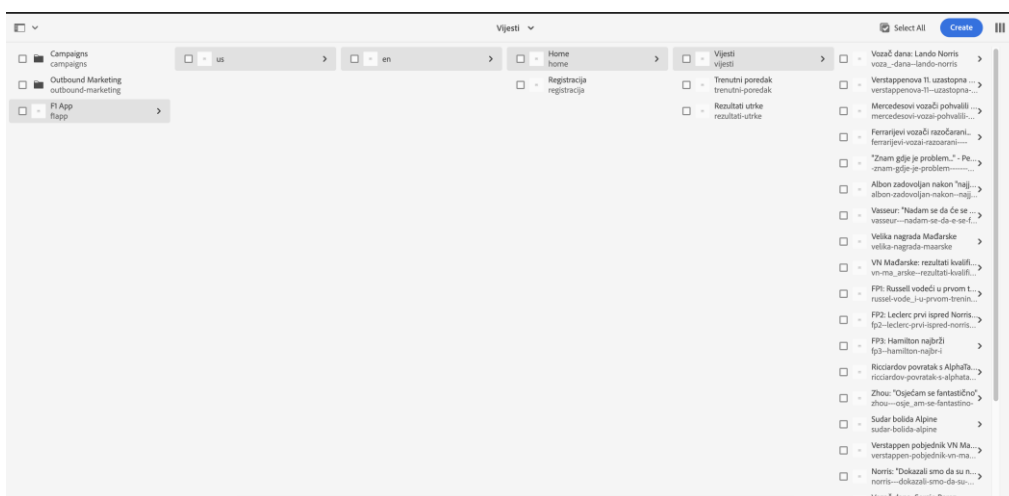 Vijesti
Select All
Create
Campaigns
campaigns
Outbound Marketing
outbound-marketing
F1 App
f1app
us
en
Home
home
Registracija
registracija
Vijesti
vijesti
Trenutni poredak
trenutni-poredak
Rezultati utrke
rezultati-utrke
Vozač dana: Lando Norris
voza_-dana--lando-norris
Verstappenova 11. uzastopna ...
verstappenova-11--uzastopna-...
Mercedesovi vozači pohvalili ...
mercedesovi-vozai-pohvalili-...
Ferrarijevi vozači razočarani...
ferrarijevi-vozai-razoarani----
"Znam gdje je problem..." - Pe...
-znam-gdje-je-problem-------...
Albon zadovoljan nakon "najj...
albon-zadovoljan-nakon--najj...
Vasseur: "Nadam se da će se ...
vasseur---nadam-se-da-e-se-f...
Velika nagrada Mađarske
velika-nagrada-maarske
VN Mađarske: rezultati kvalifi...
vn-ma_arske--rezultati-kvalifi...
FP1: Russell vodeći u prvom t...
russel-vode_i-u-prvom-trenin...
FP2: Leclerc prvi ispred Norris...
fp2--leclerc-prvi-ispred-norris...
FP3: Hamilton najbrži
fp3--hamilton-najbr-i
Ricciardov povratak s AlphaTa...
ricciardov-povratak-s-alphata...
Zhou: "Osjećam se fantastično"
zhou---osje_am-se-fantastino-
Sudar bolida Alpine
sudar-bolida-alpine
Verstappen pobjednik VN Ma...
verstappen-pobjednik-vn-ma...
Norris: "Dokazali smo da su n...
norris---dokazali-smo-da-su-...